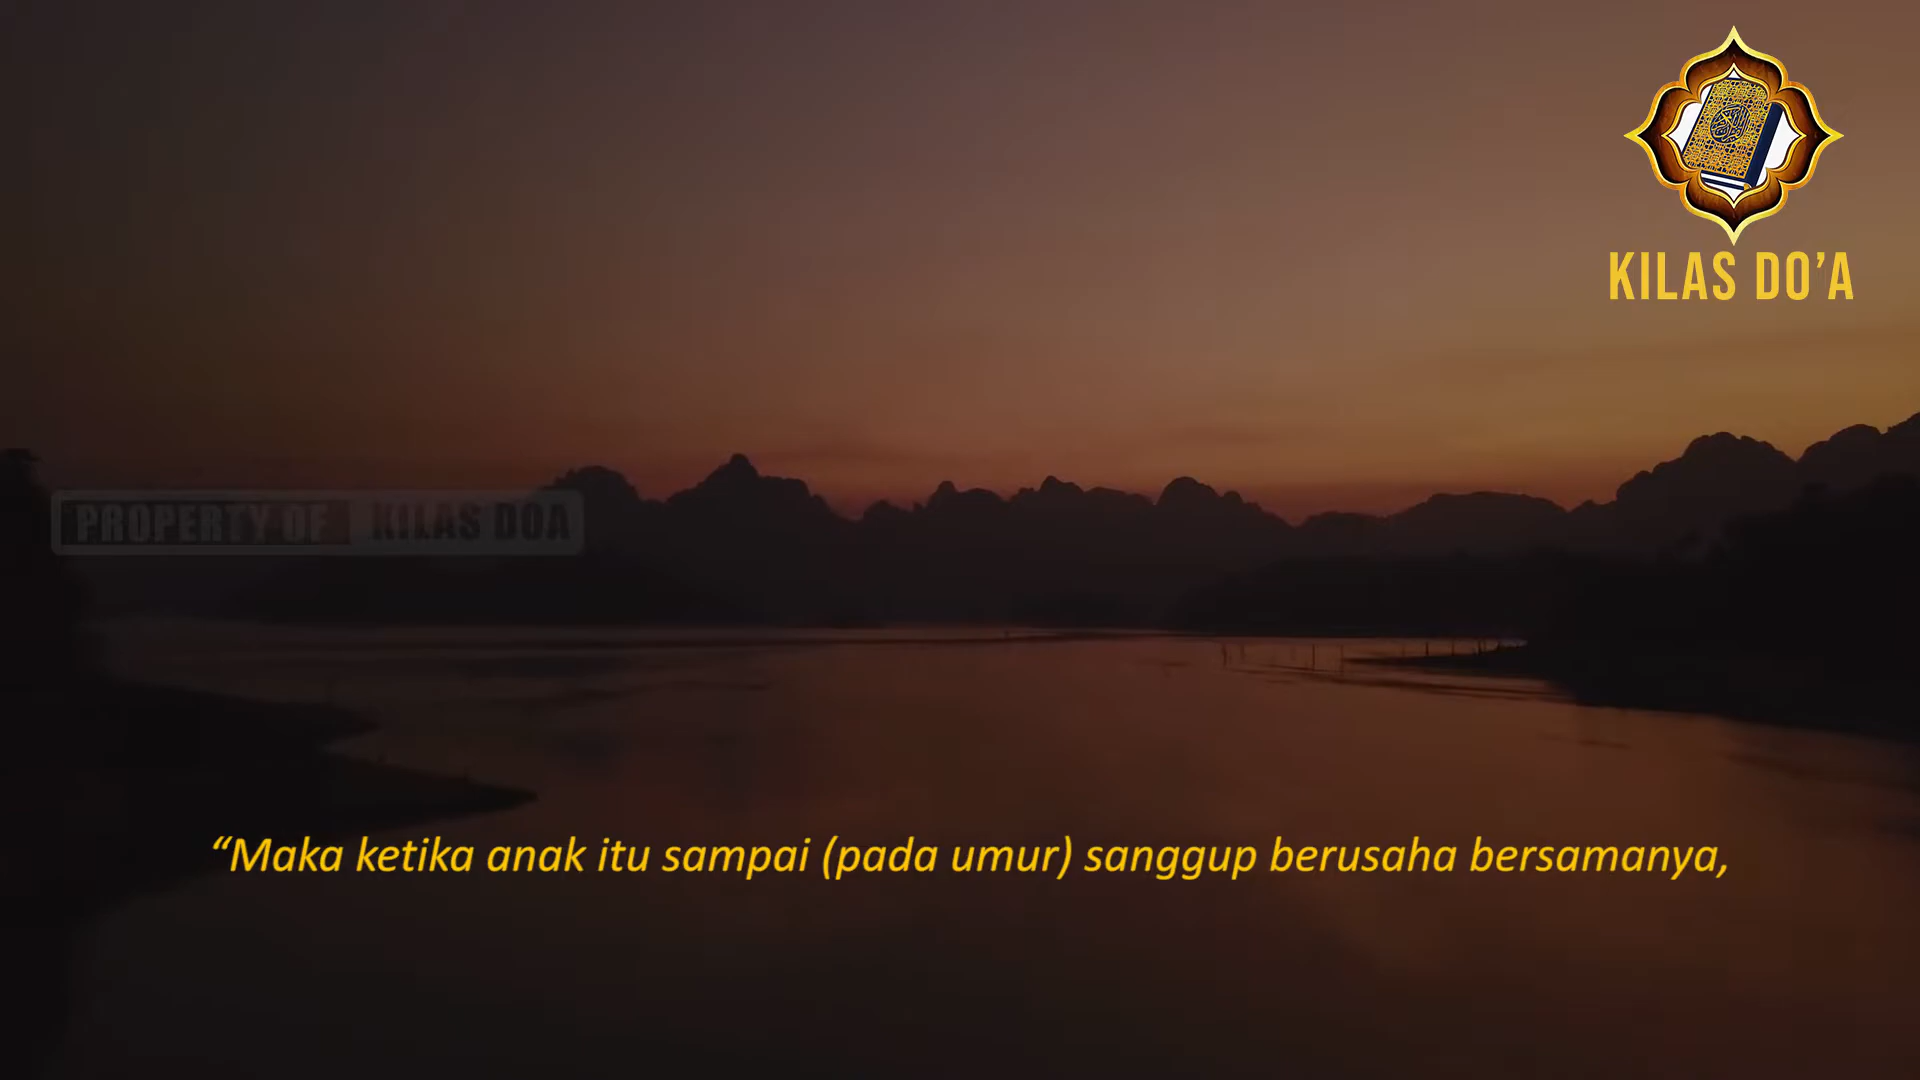 KILAS DO’A
PROPERTY OF KILAS DOA
“Maka ketika anak itu sampai (pada umur) sanggup berusaha bersamanya,